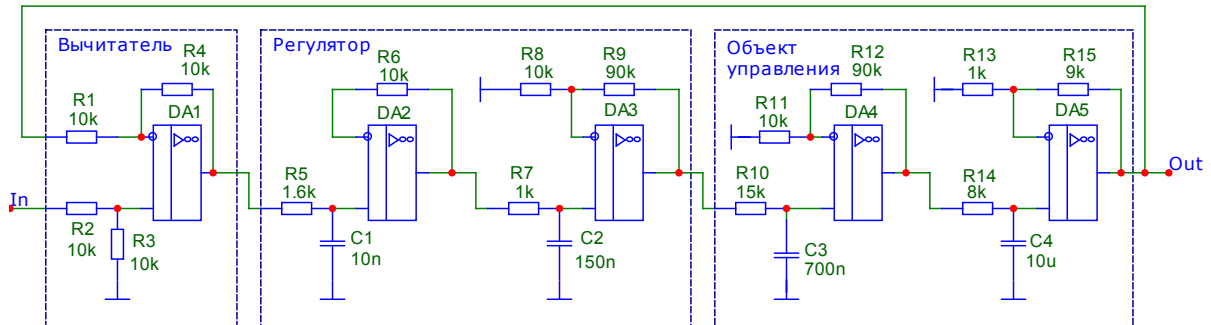 Вычитатель
Регулятор
Объект
управления
R4
10k
R6
10k
R8
10k
R9
90k
R12
90k
R13
1k
R15
9k
R1
10k
DA1
DA2
DA3
R11
10k
DA4
DA5
In
R5
1.6k
R7
1k
R10
15k
R14
8k
Out
R2
10k
R3
10k
C1
10n
C2
150n
C3
700n
C4
10u